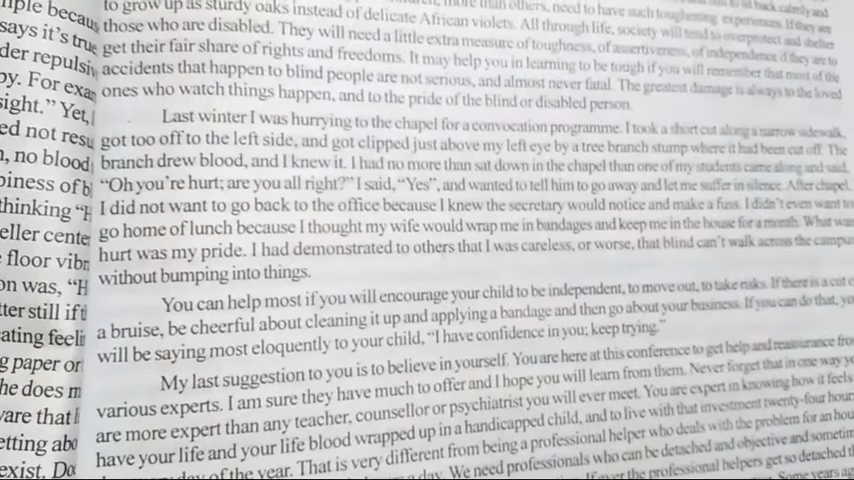 to grow up as sturdy oaks instead of delicate African violets. All through life, society will tend to overprotect and shelter
those who are disabled. They will need a little extra measure of toughness, of assertiveness, of independence if they are to
get their fair share of rights and freedoms. It may help you in learning to be tough if you will remember that most of the
accidents that happen to blind people are not serious, and almost never fatal. The greatest damage is always to the loved
ones who watch things happen, and to the pride of the blind or disabled person.
Last winter I was hurrying to the chapel for a convocation programme. I took a short cut along a narrow sidewalk,
got too off to the left side, and got clipped just above my left eye by a tree branch stump where it had been cut off. The
branch drew blood, and I knew it. I had no more than sat down in the chapel than one of my students came along and said,
“Oh you’re hurt; are you all right?” I said, “Yes”, and wanted to tell him to go away and let me suffer in silence. After chapel,
I did not want to go back to the office because I knew the secretary would notice and make a fuss. I didn’t even want to
go home of lunch because I thought my wife would wrap me in bandages and keep me in the house for a month. What was
hurt was my pride. I had demonstrated to others that I was careless, or worse, that blind can’t walk across the campus
without bumping into things.
You can help most if you will encourage your child to be independent, to move out, to take risks. If there is a cut o
a bruise, be cheerful about cleaning it up and applying a bandage and then go about your business. If you can do that, yo
will be saying most eloquently to your child, “I have confidence in you; keep trying.”
My last suggestion to you is to believe in yourself. You are here at this conference to get help and reassurance fro
various experts. I am sure they have much to offer and I hope you will learn from them. Never forget that in one way yo
are more expert than any teacher, counsellor or psychiatrist you will ever meet. You are expert in knowing how it feels
have your life and your life blood wrapped up in a handicapped child, and to live with that investment twenty-four hours
day of the year. That is very different from being a professional helper who deals with the problem for an hour
day. We need professionals who can be detached and objective and sometim
the professional helpers get so detached th
Some years ag